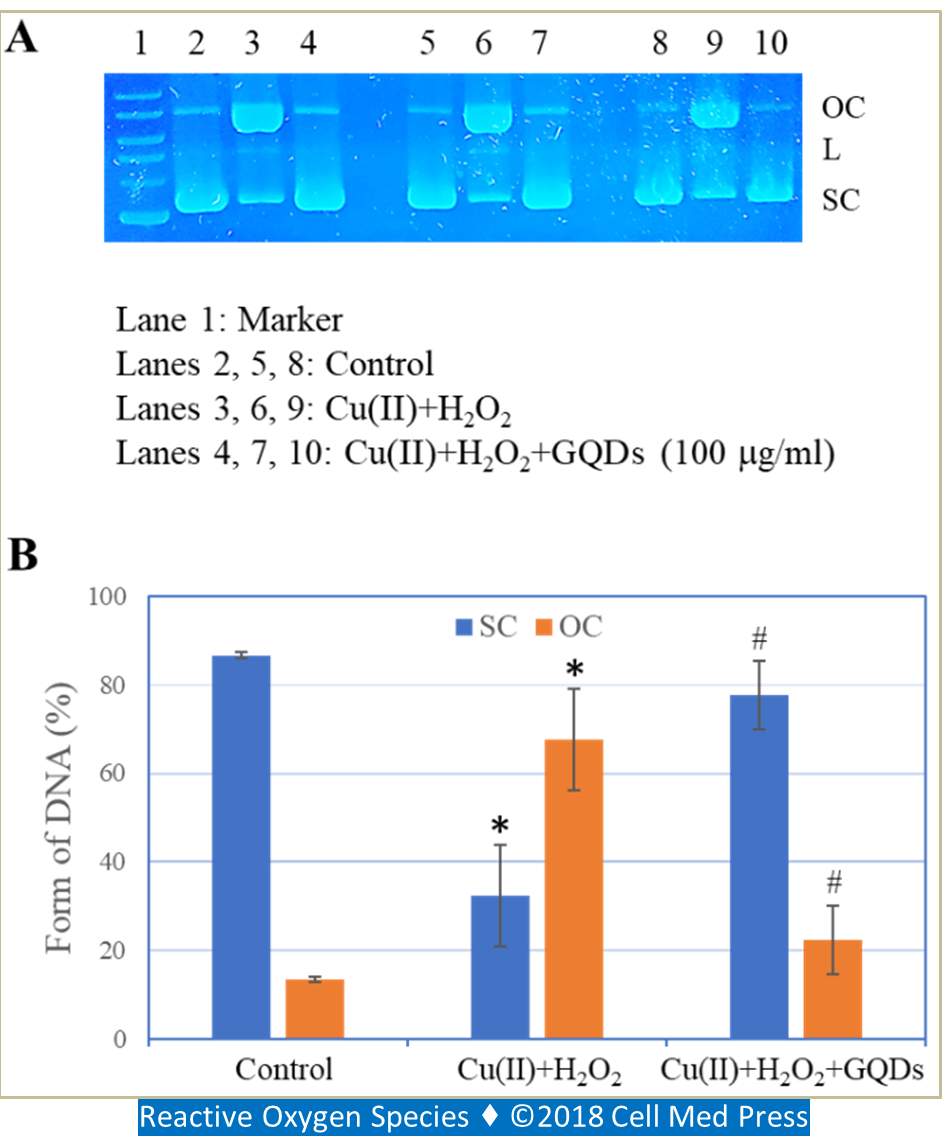 A
1 2 3 4 5 6 7 8 9 10
OC
L
SC
Lane 1: Marker
Lanes 2, 5, 8: Control
Lanes 3, 6, 9: Cu(II)+H₂O₂
Lanes 4, 7, 10: Cu(II)+H₂O₂+GQDs (100 μg/ml)
B
Form of DNA (%)
100
80
60
40
20
0
SC OC
*
*
#
#
Control Cu(II)+H₂O₂ Cu(II)+H₂O₂+GQDs
Reactive Oxygen Species ♦ ©2018 Cell Med Press